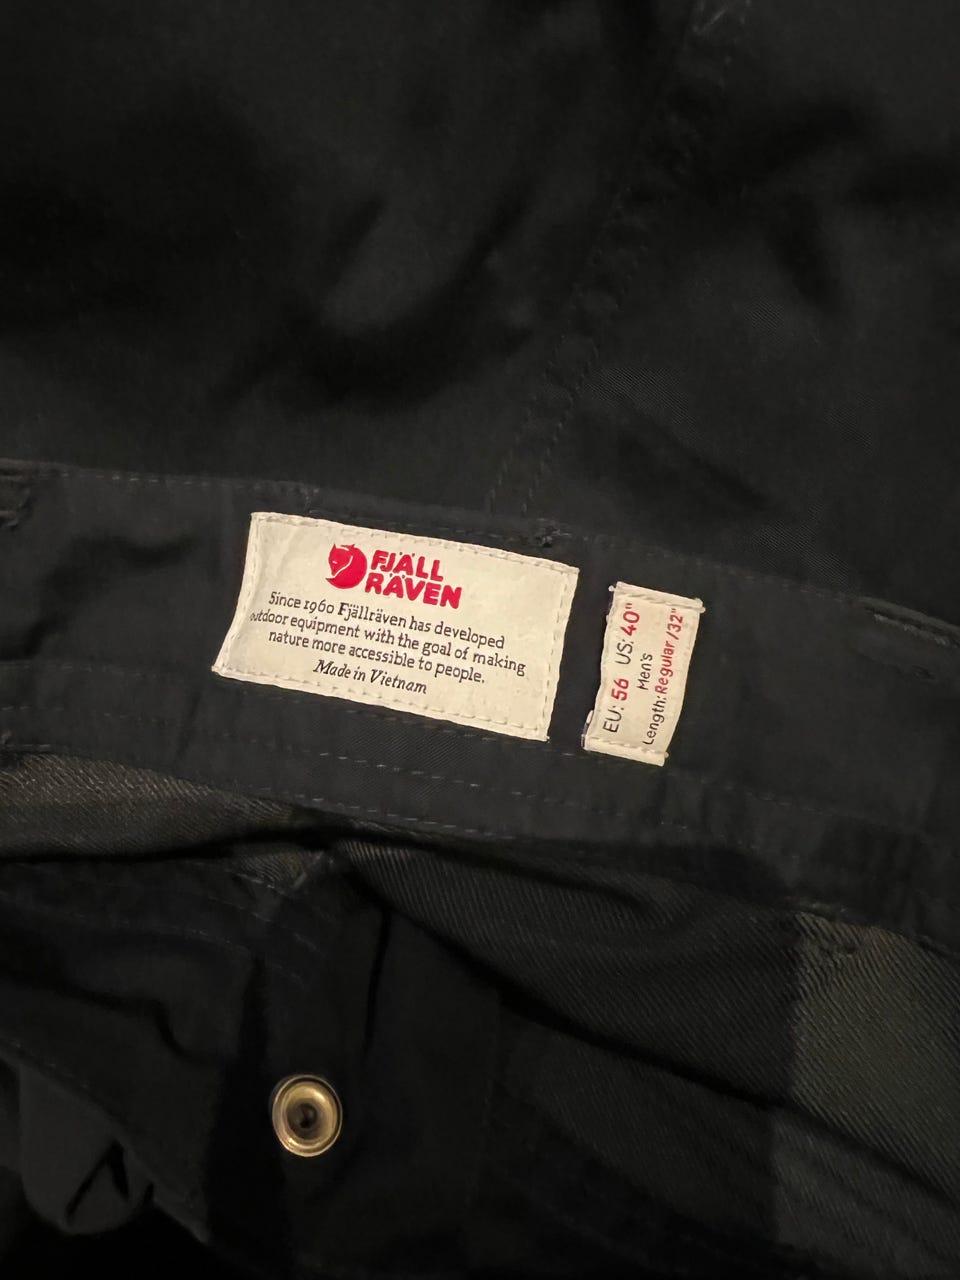 FJÄLL
RÄVEN
Since 1960 Fjällräven has developed
outdoor equipment with the goal of making
nature more accessible to people.
Made in Vietnam
EU: 56 US: 40"
Men's
Length: Regular/32"